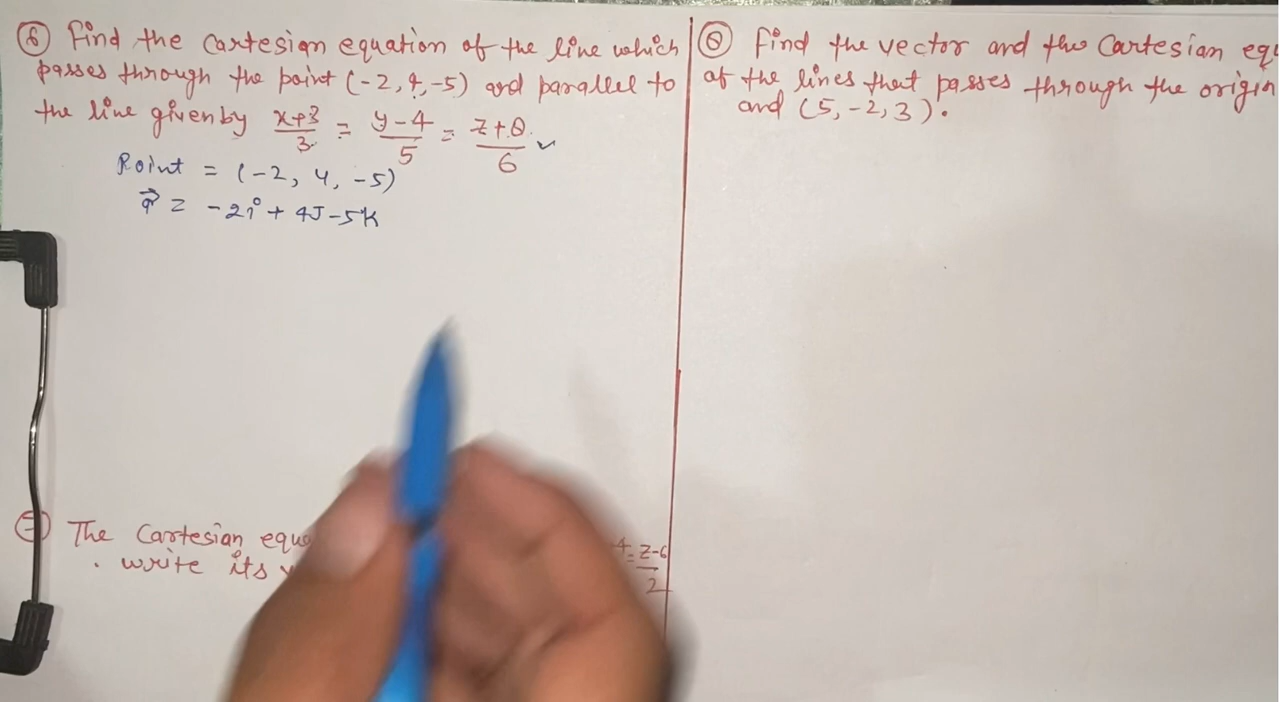 ⑥ Find the Cartesian equation of the line which
passes through the point (-2, 4, -5) and parallel to
the line given by x+3/3 = y-4/5 = z+8/6
Point = (-2, 4, -5)
= -2i + 4J - 5K
⑦ The Cartesian 4 = z-6/2
. write its
Find the vector and the Cartesian
of the lines that passes through the origin
and (5, -2, 3).